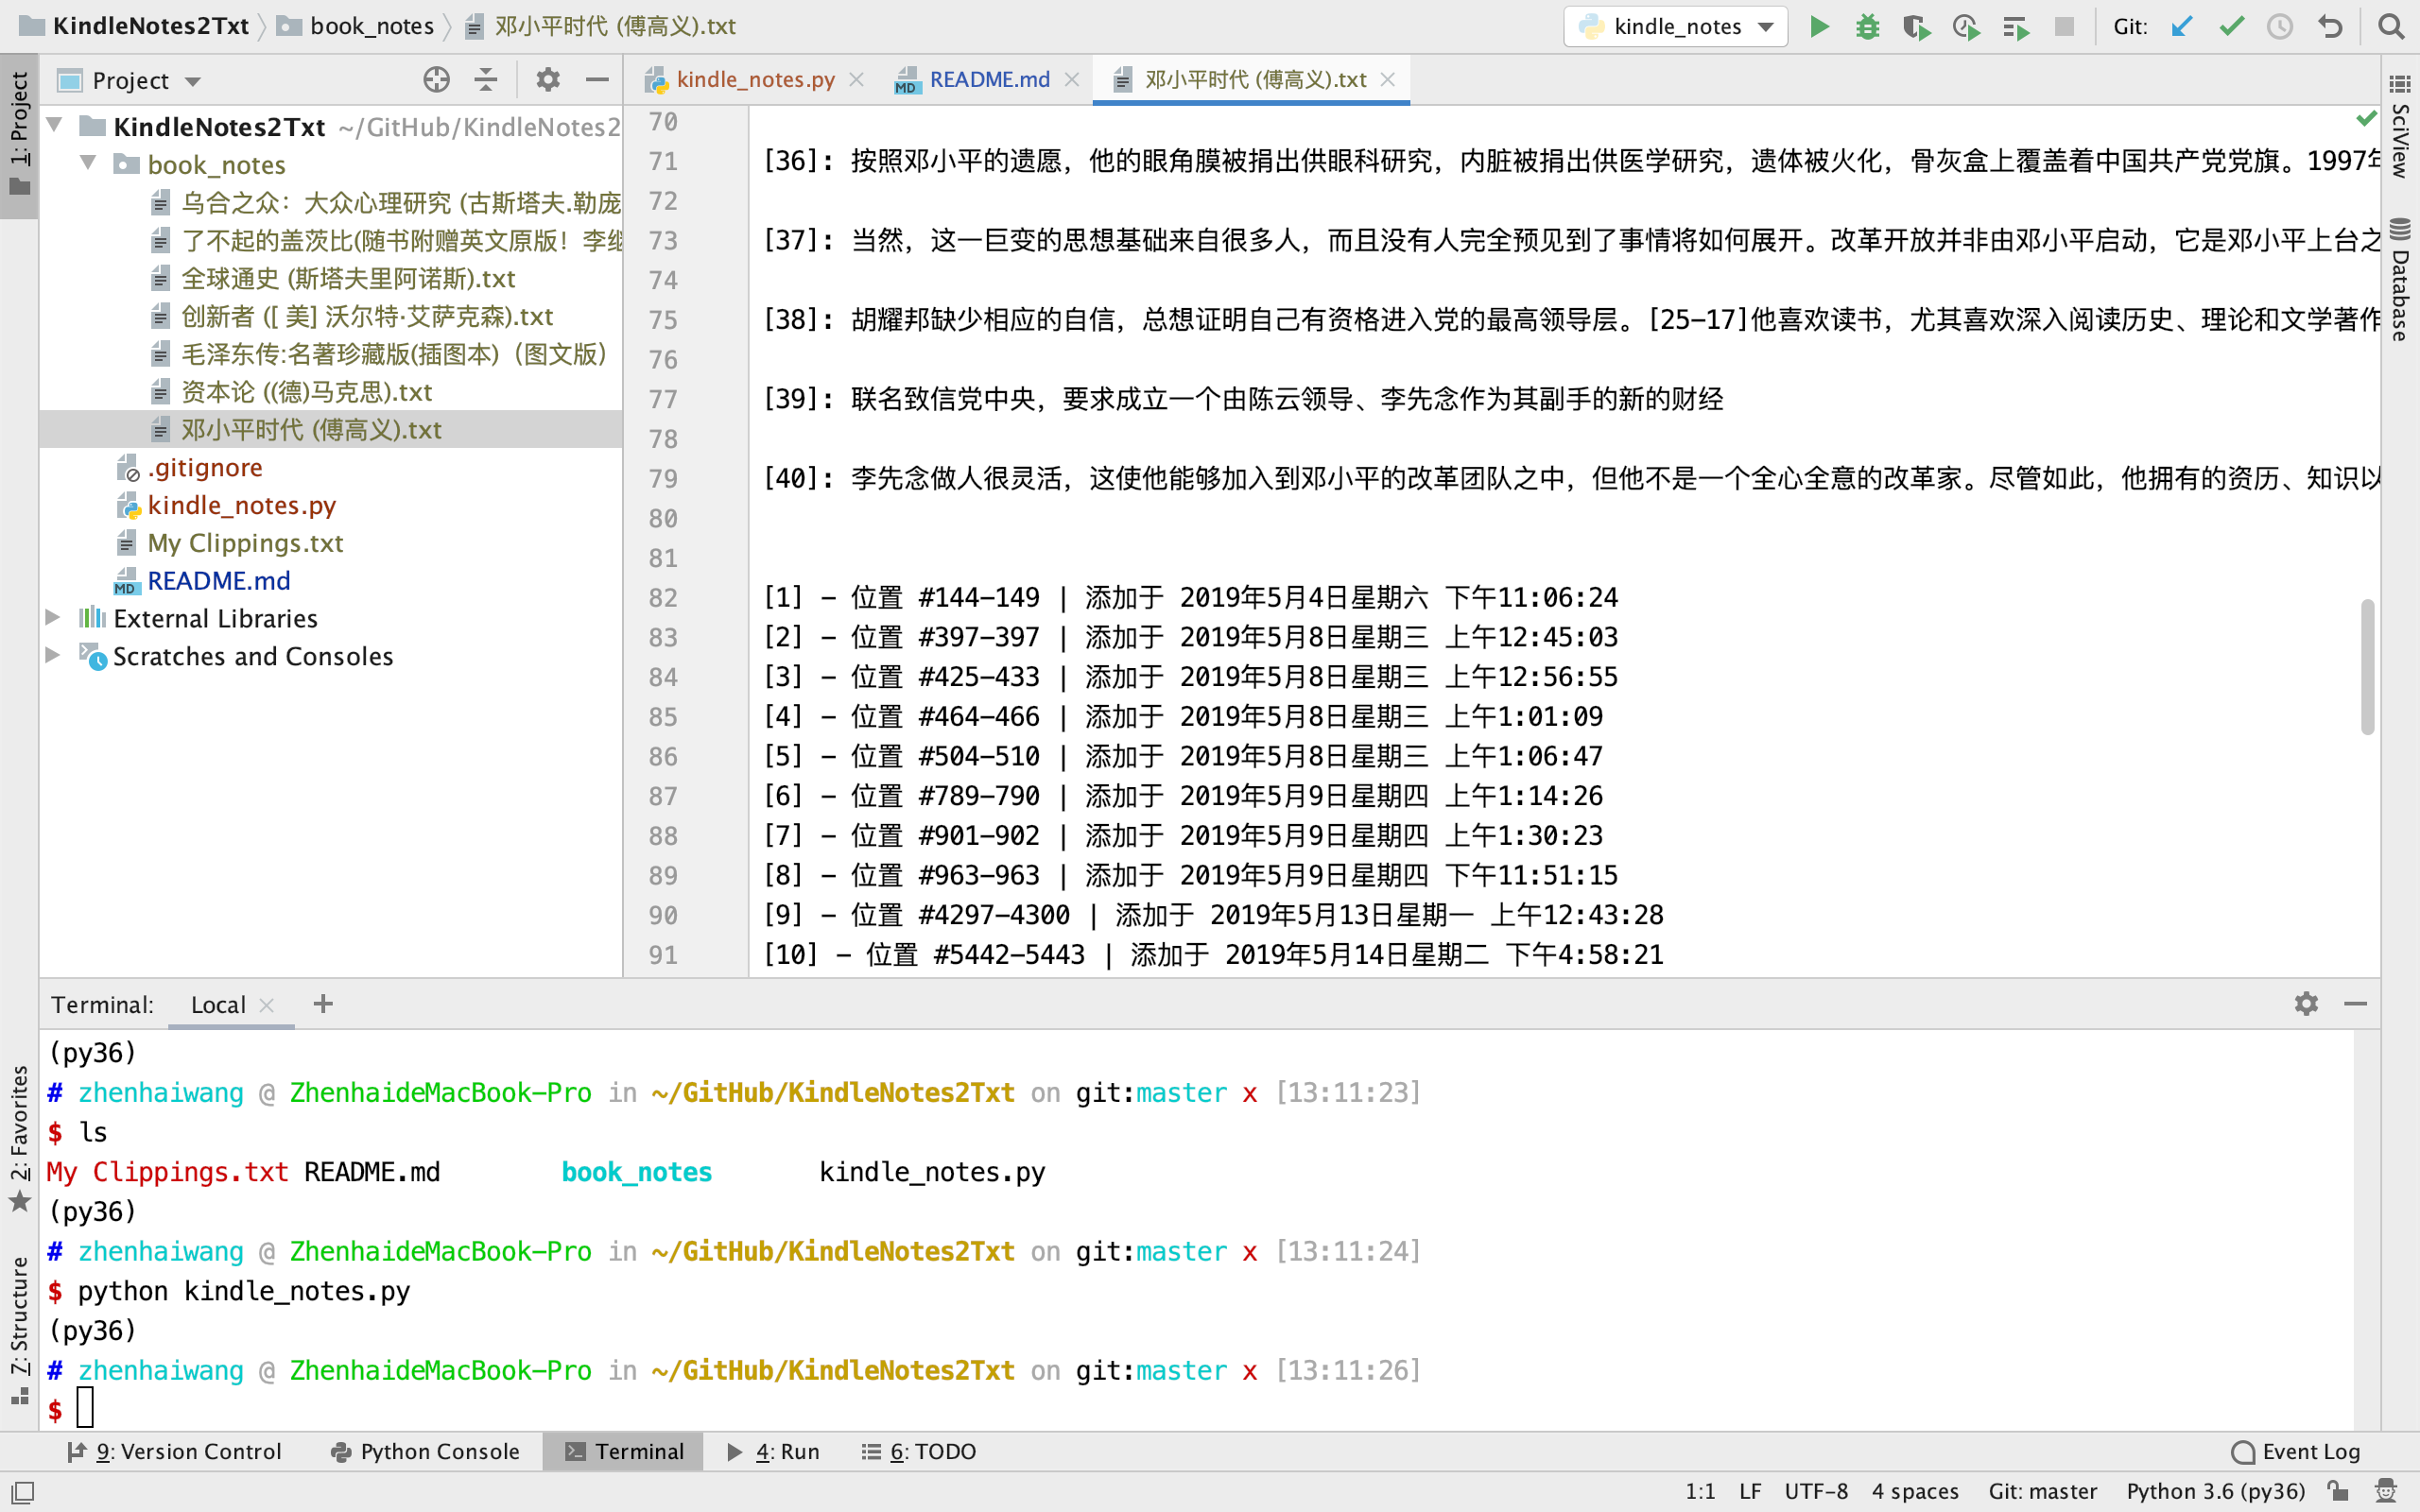 KindleNotes2Txt book_notes 邓小平时代 (傅高义).txt
kindle_notes
Git:
1: Project
Project
kindle_notes.py
README.md
邓小平时代 (傅高义).txt
KindleNotes2Txt ~/GitHub/KindleNotes2
book_notes
乌合之众：大众心理研究 (古斯塔夫.勒庞
了不起的盖茨比(随书附赠英文原版！李继
全球通史 (斯塔夫里阿诺斯).txt
创新者 ([ 美] 沃尔特·艾萨克森).txt
毛泽东传:名著珍藏版(插图本)（图文版）
资本论 ((德)马克思).txt
邓小平时代 (傅高义).txt
.gitignore
kindle_notes.py
My Clippings.txt
README.md
External Libraries
Scratches and Consoles
70
71 [36]: 按照邓小平的遗愿，他的眼角膜被捐出供眼科研究，内脏被捐出供医学研究，遗体被火化，骨灰盒上覆盖着中国共产党党旗。1997年
72
73 [37]: 当然，这一巨变的思想基础来自很多人，而且没有人完全预见到了事情将如何展开。改革开放并非由邓小平启动，它是邓小平上台之
74
75 [38]: 胡耀邦缺少相应的自信，总想证明自己有资格进入党的最高领导层。[25-17]他喜欢读书，尤其喜欢深入阅读历史、理论和文学著作
76
77 [39]: 联名致信党中央，要求成立一个由陈云领导、李先念作为其副手的新的财经
78
79 [40]: 李先念做人很灵活，这使他能够加入到邓小平的改革团队之中，但他不是一个全心全意的改革家。尽管如此，他拥有的资历、知识以
80
81
82 [1] - 位置 #144-149 | 添加于 2019年5月4日星期六 下午11:06:24
83 [2] - 位置 #397-397 | 添加于 2019年5月8日星期三 上午12:45:03
84 [3] - 位置 #425-433 | 添加于 2019年5月8日星期三 上午12:56:55
85 [4] - 位置 #464-466 | 添加于 2019年5月8日星期三 上午1:01:09
86 [5] - 位置 #504-510 | 添加于 2019年5月8日星期三 上午1:06:47
87 [6] - 位置 #789-790 | 添加于 2019年5月9日星期四 上午1:14:26
88 [7] - 位置 #901-902 | 添加于 2019年5月9日星期四 上午1:30:23
89 [8] - 位置 #963-963 | 添加于 2019年5月9日星期四 下午11:51:15
90 [9] - 位置 #4297-4300 | 添加于 2019年5月13日星期一 上午12:43:28
91 [10] - 位置 #5442-5443 | 添加于 2019年5月14日星期二 下午4:58:21
SciView
Database
Terminal: Local
2: Favorites
7: Structure
(py36)
# zhenhaiwang @ ZhenhaideMacBook-Pro in ~/GitHub/KindleNotes2Txt on git:master x [13:11:23]
$ ls
My Clippings.txt README.md book_notes kindle_notes.py
(py36)
# zhenhaiwang @ ZhenhaideMacBook-Pro in ~/GitHub/KindleNotes2Txt on git:master x [13:11:24]
$ python kindle_notes.py
(py36)
# zhenhaiwang @ ZhenhaideMacBook-Pro in ~/GitHub/KindleNotes2Txt on git:master x [13:11:26]
$
9: Version Control Python Console Terminal 4: Run 6: TODO Event Log
1:1 LF UTF-8 4 spaces Git: master Python 3.6 (py36)